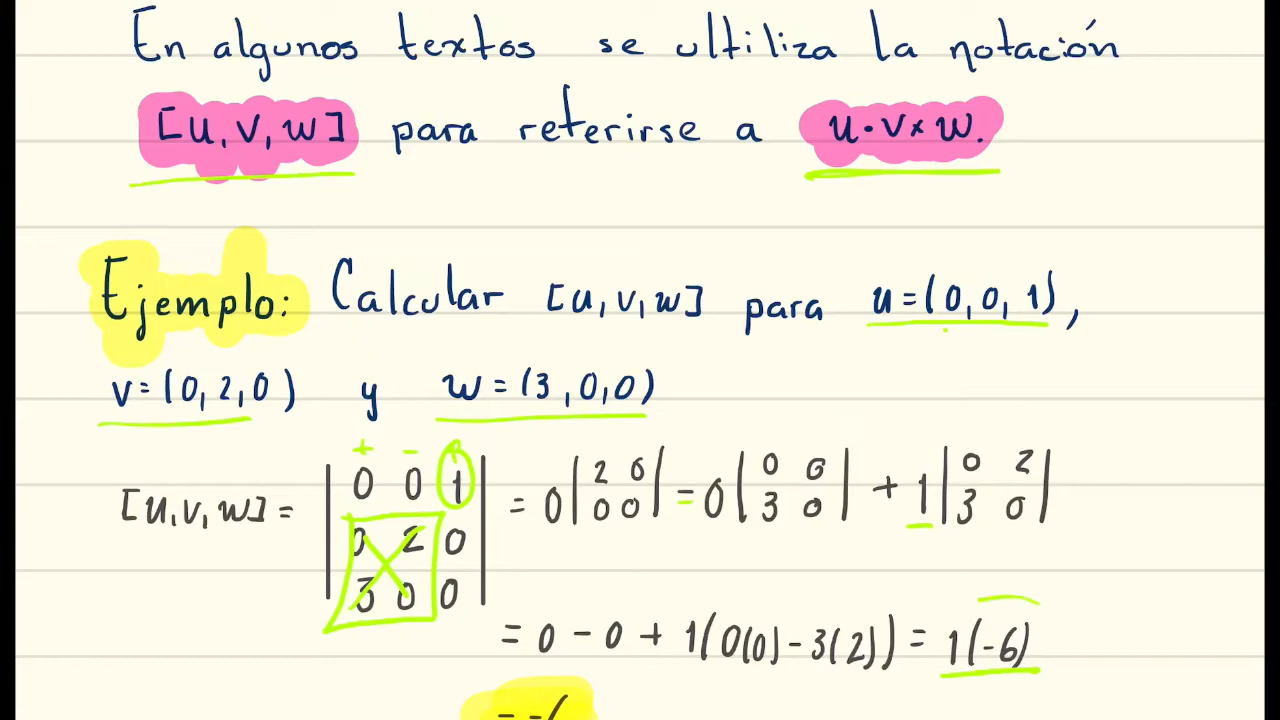 En algunos textos se ultiliza la notación
[u, v, w] para reterirse a u · v × w.
Ejemplo: Calcular [u, v, w] para u = (0, 0, 1),
v = (0, 2, 0) y w = (3, 0, 0)
+ -
[u, v, w] = | 0 0 1 | = 0 | 2 0 | = 0 | 0 0 | + 1 | 0 2 |
0 2 0 0 0 3 0 3 0
3 0 0
= 0 - 0 + 1(0(0) - 3(2)) = 1(-6)